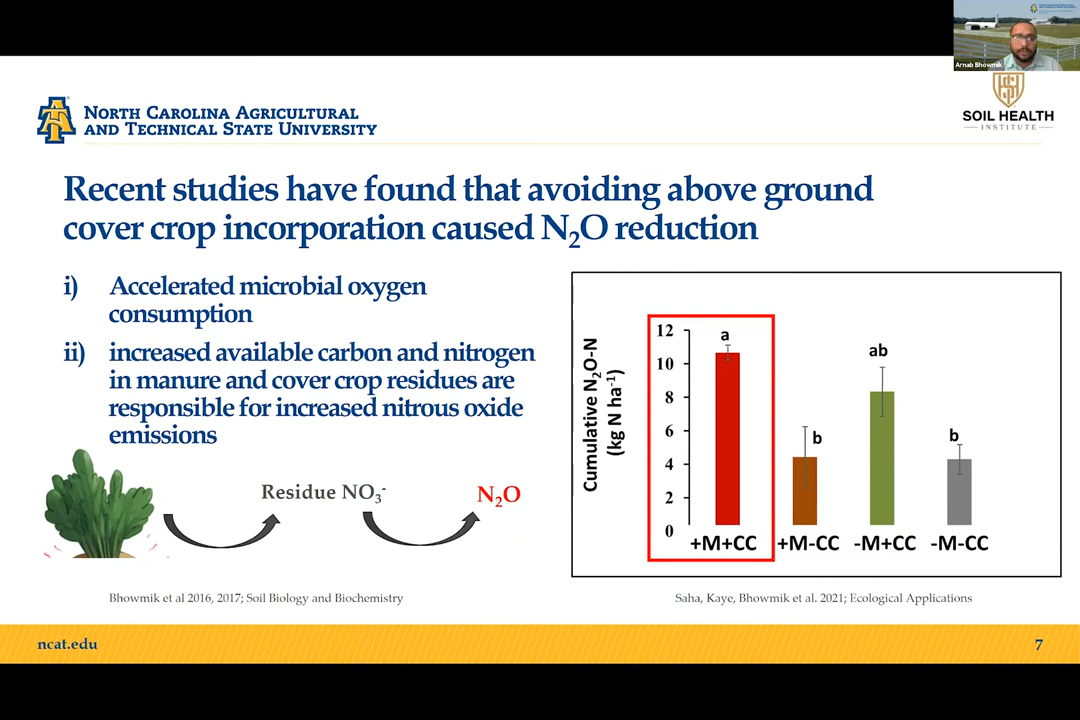 Arnab Bhowmik
NORTH CAROLINA AGRICULTURAL
AND TECHNICAL STATE UNIVERSITY
SOIL HEALTH
INSTITUTE
Recent studies have found that avoiding above ground
cover crop incorporation caused N₂O reduction
i) Accelerated microbial oxygen
consumption
ii) increased available carbon and nitrogen
in manure and cover crop residues are
responsible for increased nitrous oxide
emissions
Residue NO₃⁻
N₂O
Bhowmik et al 2016, 2017; Soil Biology and Biochemistry
Cumulative N₂O-N
(kg N ha⁻¹)
12
10
8
6
4
2
0
a
b
ab
b
+M+CC
+M-CC
-M+CC
-M-CC
Saha, Kaye, Bhowmik et al. 2021; Ecological Applications
ncat.edu
7